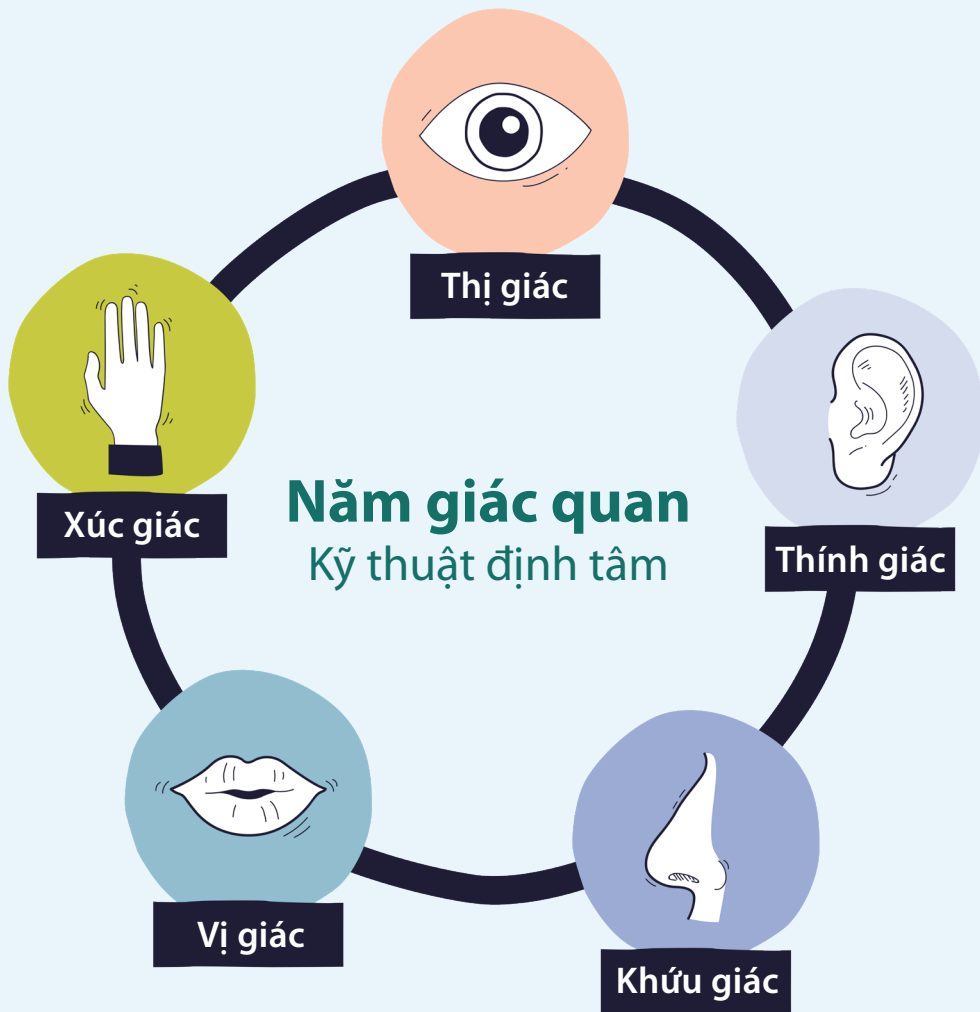 Thị giác
Xúc giác
Năm giác quan
Kỹ thuật định tâm
Thính giác
Vị giác
Khứu giác